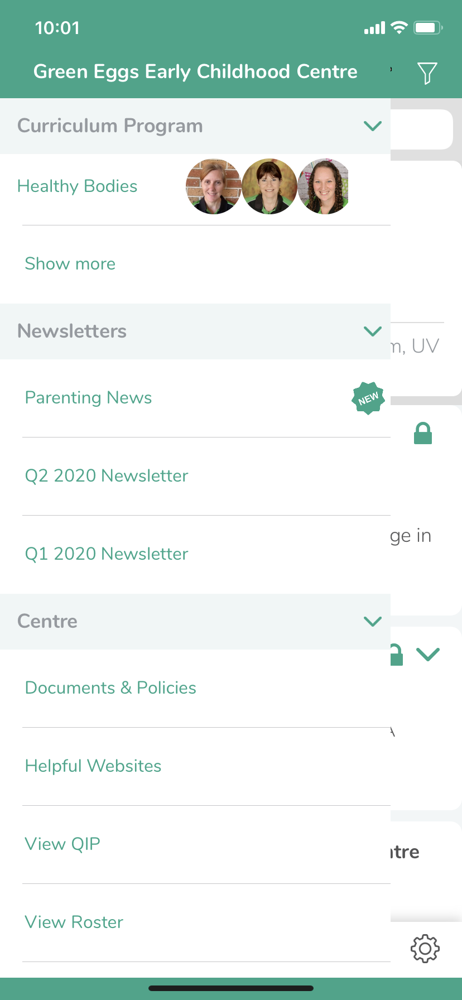 10:01
Green Eggs Early Childhood Centre
Curriculum Program
Healthy Bodies
Show more
Newsletters
m, UV
Parenting News
NEW
Q2 2020 Newsletter
ge in
Q1 2020 Newsletter
Centre
Documents & Policies
A
Helpful Websites
View QIP
ntre
View Roster